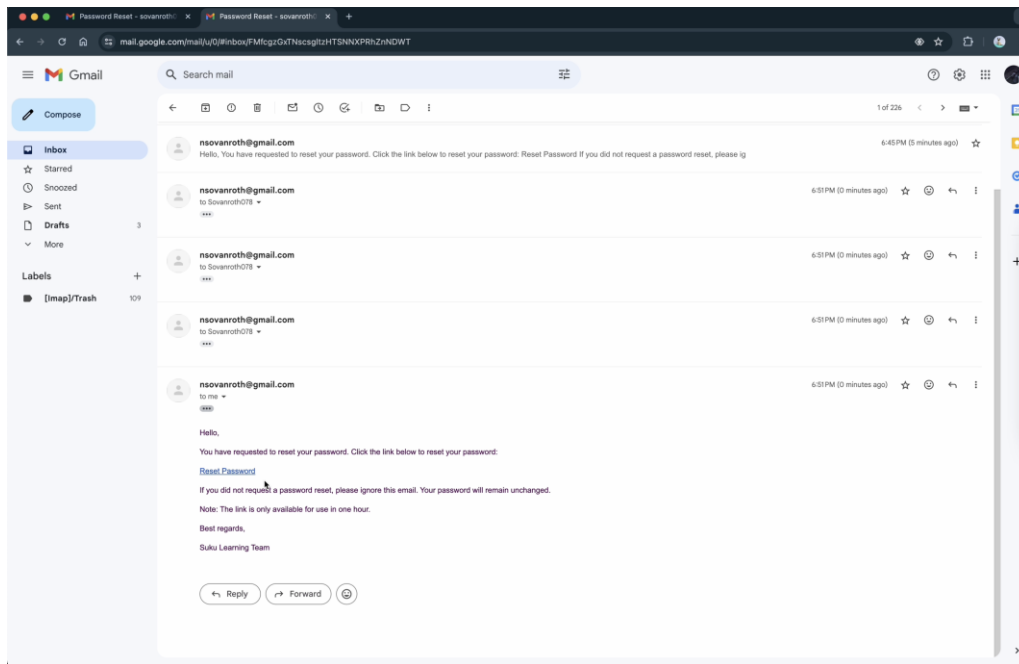 Password Reset - sovanroth0
Password Reset - sovanroth0
mail.google.com/mail/u/0/#inbox/FMfcgzGxTNscsgltzHTSNNXPRhZnNDWT
Gmail
Search mail
Compose
1 of 226
Inbox
Starred
Snoozed
Sent
Drafts 3
More
Labels
[Imap]/Trash 109
nsovanroth@gmail.com 6:45 PM (5 minutes ago)
Hello, You have requested to reset your password. Click the link below to reset your password: Reset Password If you did not request a password reset, please ig
nsovanroth@gmail.com 6:51 PM (0 minutes ago)
to Sovanroth078
nsovanroth@gmail.com 6:51 PM (0 minutes ago)
to Sovanroth078
nsovanroth@gmail.com 6:51 PM (0 minutes ago)
to Sovanroth078
nsovanroth@gmail.com 6:51 PM (0 minutes ago)
to me
Hello,
You have requested to reset your password. Click the link below to reset your password:
Reset Password
If you did not request a password reset, please ignore this email. Your password will remain unchanged.
Note: The link is only available for use in one hour.
Best regards,
Suku Learning Team
Reply
Forward